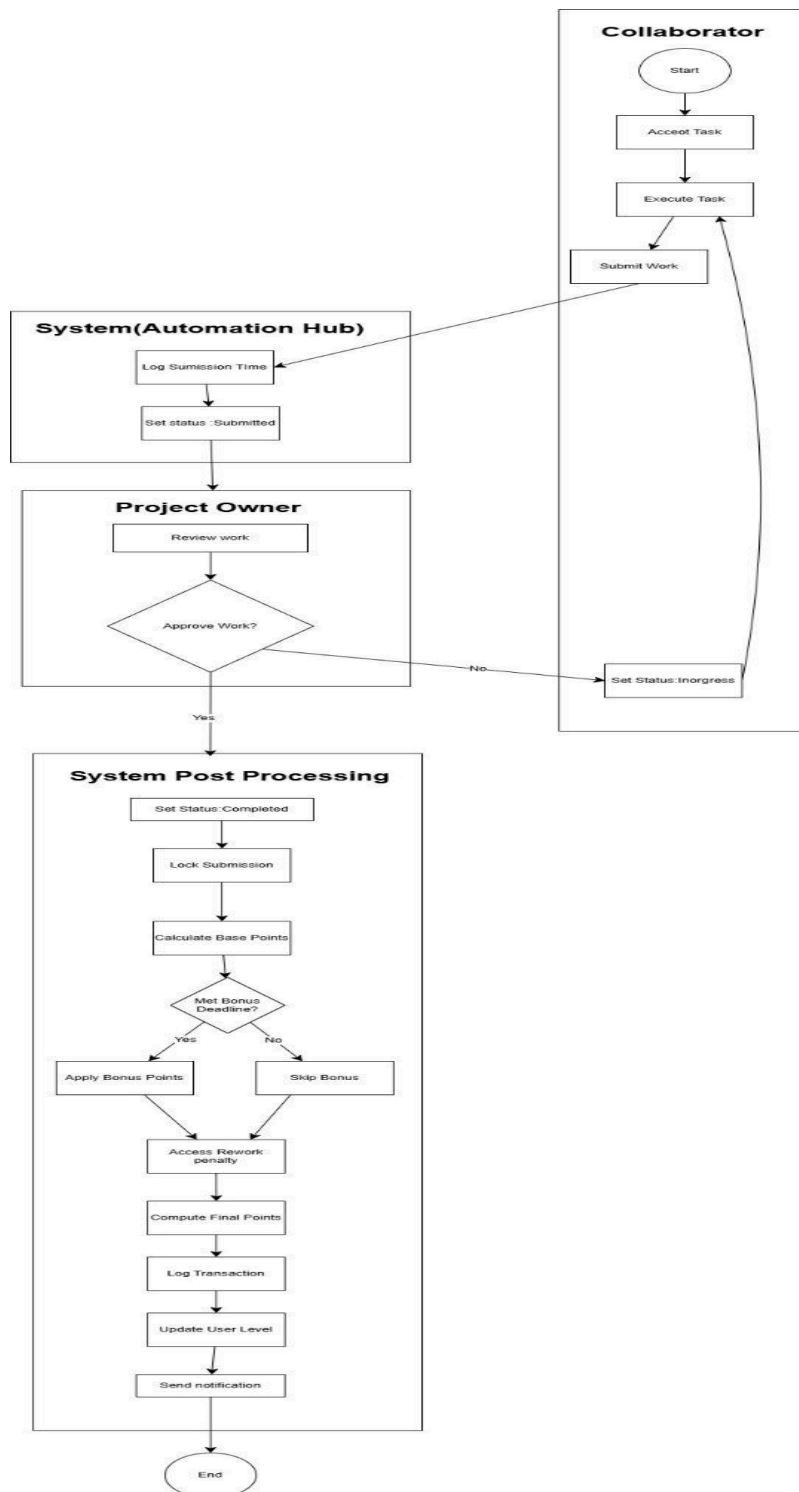 Collaborator
Start
Acceot Task
Execute Task
Submit Work
System(Automation Hub)
Log Sumission TIme
Set status :Submitted
Project Owner
Review work
Approve Work?
No
Set Status:Inorgress
Yes
System Post Processing
Set Status:Completed
Lock Submission
Calculate Base Points
Met Bonus
Deadline?
Yes
No
Apply Bonus Points
Skip Bonus
Access Rework
penalty
Compute Final Points
Log Transaction
Update User Level
Send notification
End